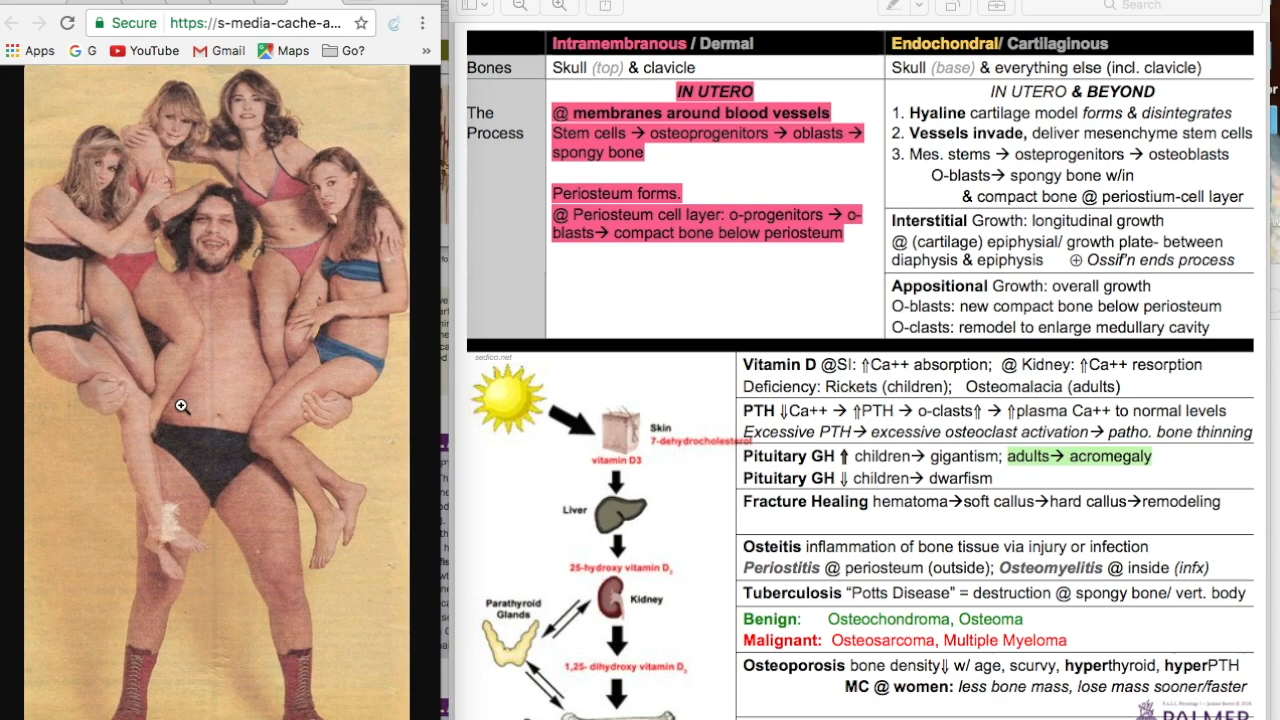 Secure https://s-media-cache-a...
Apps G YouTube Gmail Maps Go? »
Search
Intramembranous / Dermal
Endochondral/ Cartilaginous
Bones
Skull (top) & clavicle
Skull (base) & everything else (incl. clavicle)
The
Process
IN UTERO
@ membranes around blood vessels
Stem cells → osteoprogenitors → oblasts →
spongy bone
Periosteum forms.
@ Periosteum cell layer: o-progenitors → o-
blasts→ compact bone below periosteum
IN UTERO & BEYOND
1. Hyaline cartilage model forms & disintegrates
2. Vessels invade, deliver mesenchyme stem cells
3. Mes. stems → osteprogenitors → osteoblasts
O-blasts→ spongy bone w/in
& compact bone @ periostium-cell layer
Interstitial Growth: longitudinal growth
@ (cartilage) epiphysial/ growth plate- between
diaphysis & epiphysis ⊕ Ossif'n ends process
Appositional Growth: overall growth
O-blasts: new compact bone below periosteum
O-clasts: remodel to enlarge medullary cavity
sedico.net
Skin
7-dehydrocholesterol
vitamin D3
Liver
25-hydroxy vitamin D3
Kidney
Parathyroid
Glands
1,25- dihydroxy vitamin D3
Vitamin D @SI: ⇑Ca++ absorption; @ Kidney: ⇑Ca++ resorption
Deficiency: Rickets (children); Osteomalacia (adults)
PTH ⇓Ca++ → ⇑PTH → o-clasts⇑ → ⇑plasma Ca++ to normal levels
Excessive PTH→ excessive osteoclast activation→ patho. bone thinning
Pituitary GH ⇑ children→ gigantism; adults→ acromegaly
Pituitary GH ⇓ children→ dwarfism
Fracture Healing hematoma→soft callus→hard callus→remodeling
Osteitis inflammation of bone tissue via injury or infection
Periostitis @ periosteum (outside); Osteomyelitis @ inside (infx)
Tuberculosis “Potts Disease” = destruction @ spongy bone/ vert. body
Benign: Osteochondroma, Osteoma
Malignant: Osteosarcoma, Multiple Myeloma
Osteoporosis bone density⇓ w/ age, scurvy, hyperthyroid, hyperPTH
MC @ women: less bone mass, lose mass sooner/faster
PALMER